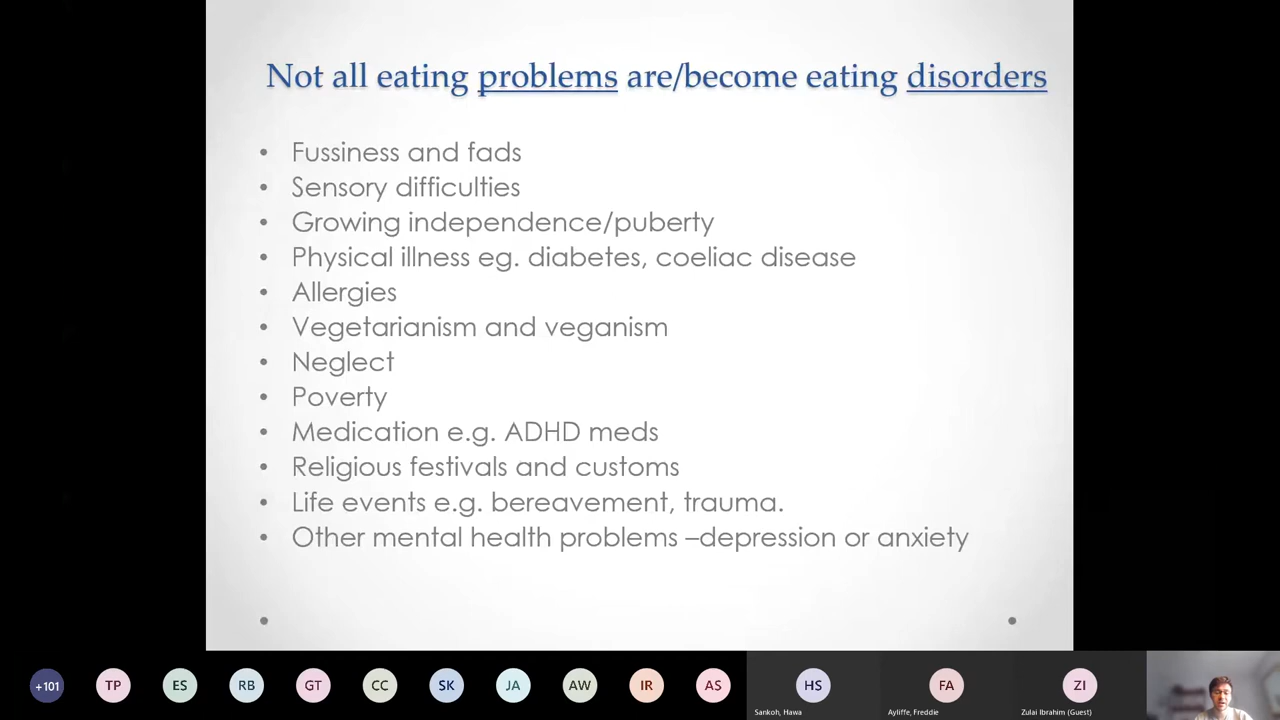 Not all eating problems are/become eating disorders
• Fussiness and fads
• Sensory difficulties
• Growing independence/puberty
• Physical illness eg. diabetes, coeliac disease
• Allergies
• Vegetarianism and veganism
• Neglect
• Poverty
• Medication e.g. ADHD meds
• Religious festivals and customs
• Life events e.g. bereavement, trauma.
• Other mental health problems –depression or anxiety
+101 TP ES RB GT CC SK JA AW IR AS HS FA ZI
Sankoh, Hawa Ayliffe, Freddie Zulai Ibrahim (Guest)